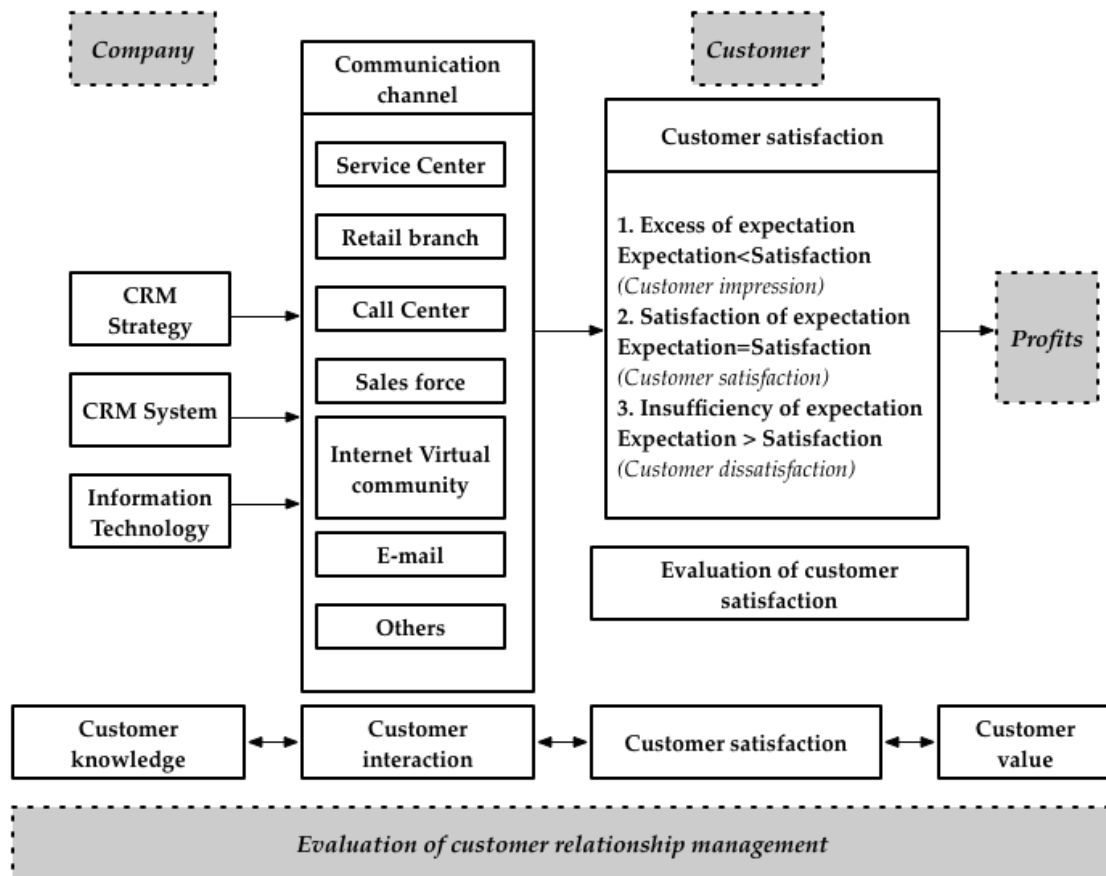 Company
Communication
channel
Customer
Customer satisfaction
Service Center
Retail branch
Call Center
Sales force
Internet Virtual
community
E-mail
Others
CRM
Strategy
CRM System
Information
Technology
1. Excess of expectation
Expectation<Satisfaction
(Customer impression)
2. Satisfaction of expectation
Expectation=Satisfaction
(Customer satisfaction)
3. Insufficiency of expectation
Expectation > Satisfaction
(Customer dissatisfaction)
Profits
Evaluation of customer
satisfaction
Customer
knowledge
Customer
interaction
Customer satisfaction
Customer
value
Evaluation of customer relationship management